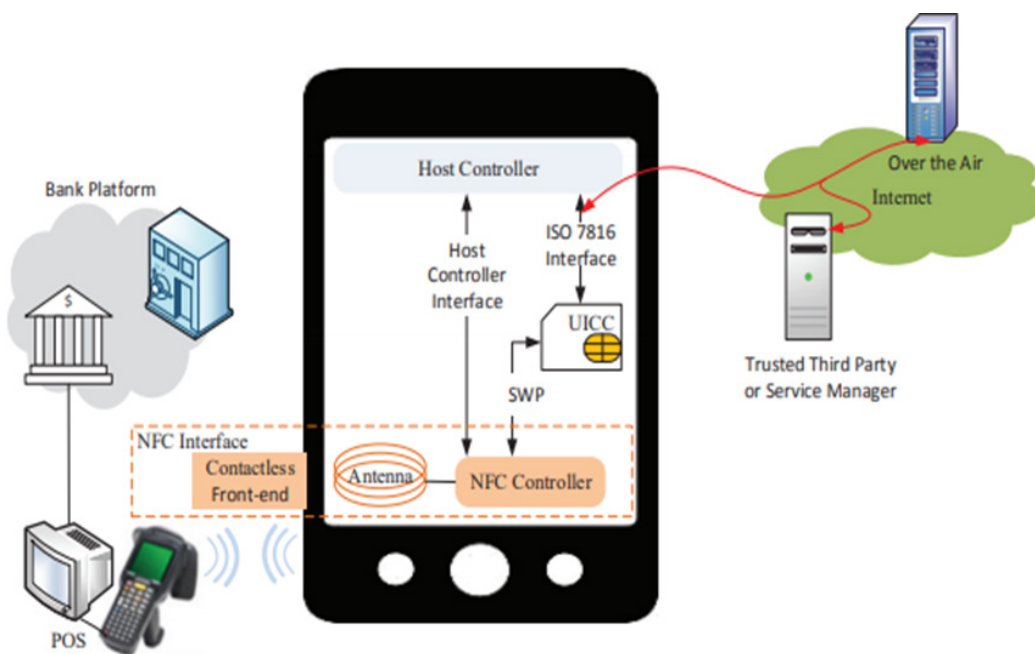 Over the Air
Internet
Trusted Third Party
or Service Manager
Bank Platform
$
Host Controller
Host
Controller
Interface
ISO 7816
Interface
UICC
SWP
NFC Interface
Contactless
Front-end
Antenna
NFC Controller
POS